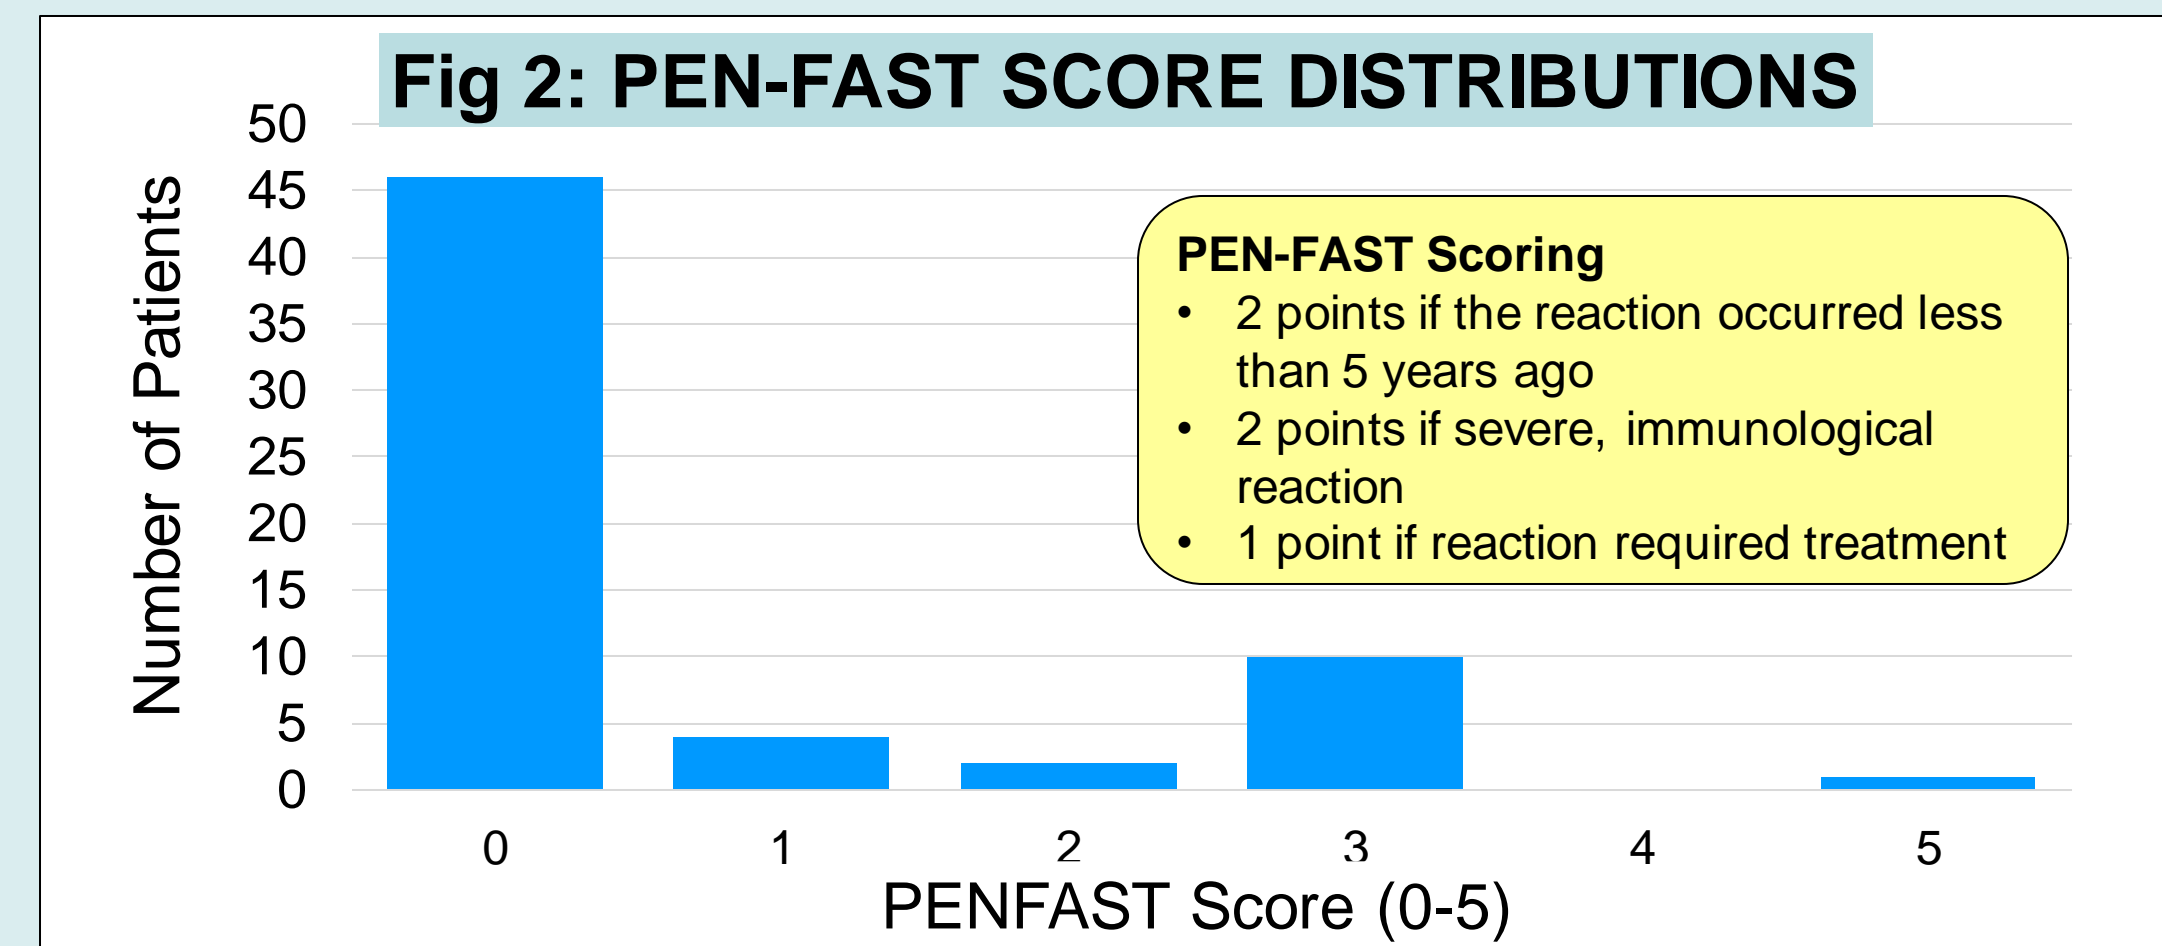 Fig 2: PEN-FAST SCORE DISTRIBUTIONS
50
45
40
35
30
25
20
15
10
5
0
Number of Patients
PEN-FAST Scoring
• 2 points if the reaction occurred less
than 5 years ago
• 2 points if severe, immunological
reaction
• 1 point if reaction required treatment
0 1 2 3 4 5
PENFAST Score (0-5)